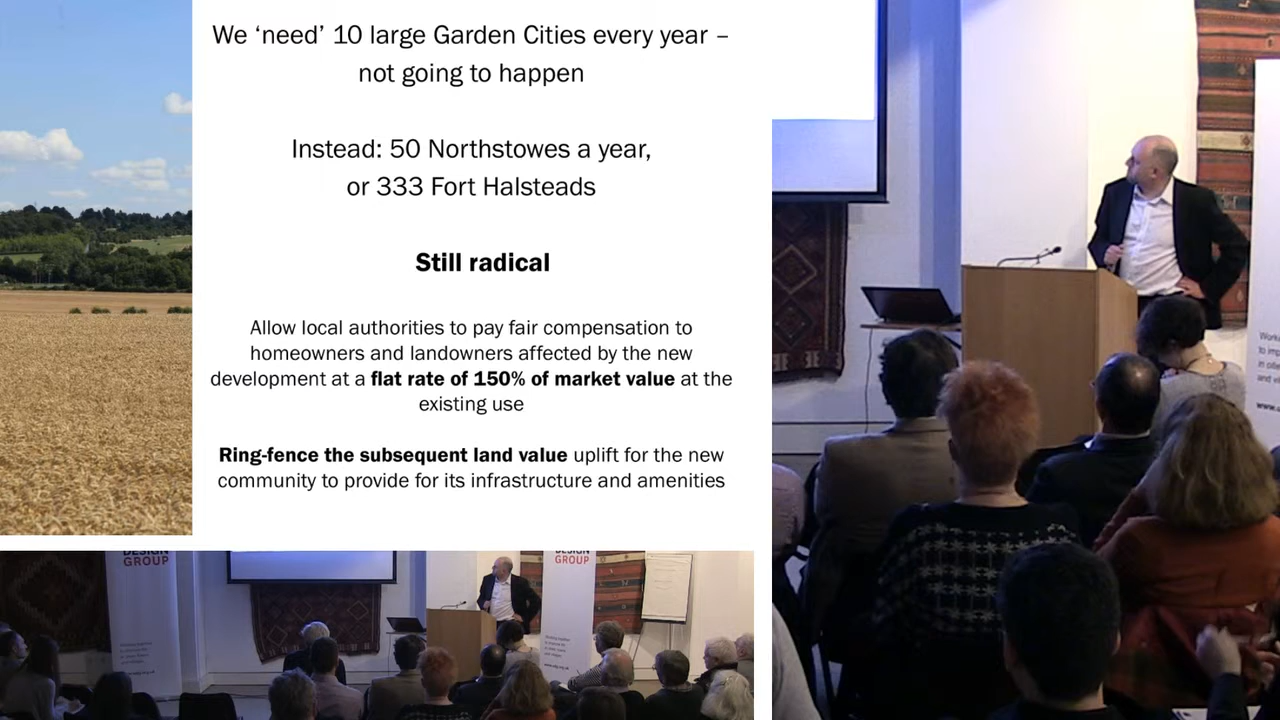 We ‘need’ 10 large Garden Cities every year –
not going to happen
Instead: 50 Northstowes a year,
or 333 Fort Halsteads
Still radical
Allow local authorities to pay fair compensation to
homeowners and landowners affected by the new
development at a flat rate of 150% of market value at the
existing use
Ring-fence the subsequent land value uplift for the new
community to provide for its infrastructure and amenities
DESIGN
GROUP
DESIGN
GROUP